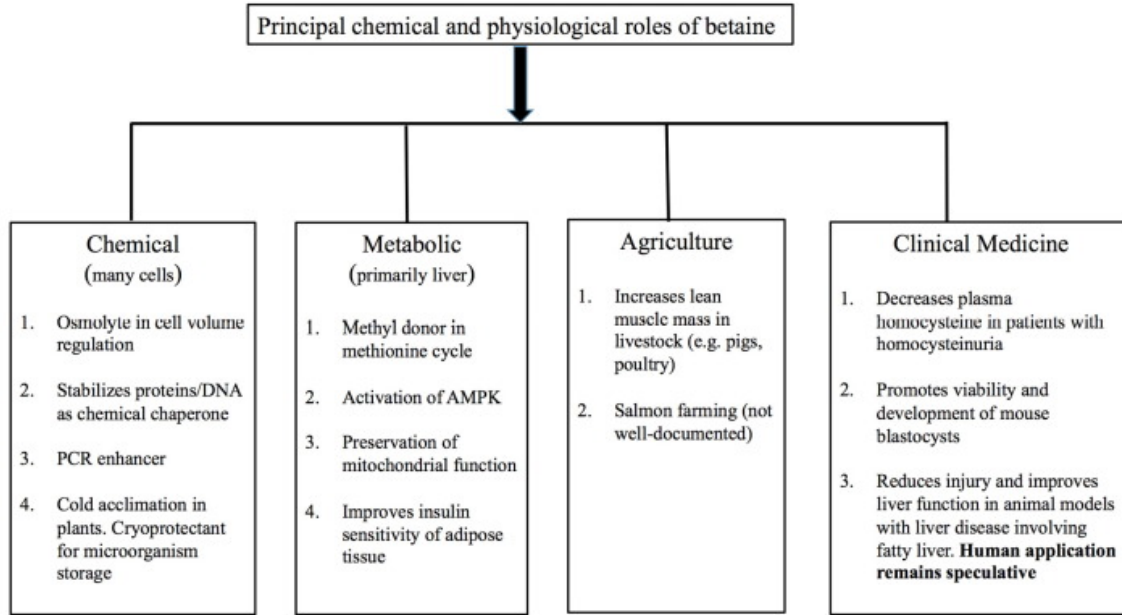 Principal chemical and physiological roles of betaine
Chemical
(many cells)
1. Osmolyte in cell volume
regulation
2. Stabilizes proteins/DNA
as chemical chaperone
3. PCR enhancer
4. Cold acclimation in
plants. Cryoprotectant
for microorganism
storage
Metabolic
(primarily liver)
1. Methyl donor in
methionine cycle
2. Activation of AMPK
3. Preservation of
mitochondrial function
4. Improves insulin
sensitivity of adipose
tissue
Agriculture
1. Increases lean
muscle mass in
livestock (e.g. pigs,
poultry)
2. Salmon farming (not
well-documented)
Clinical Medicine
1. Decreases plasma
homocysteine in patients with
homocysteinuria
2. Promotes viability and
development of mouse
blastocysts
3. Reduces injury and improves
liver function in animal models
with liver disease involving
fatty liver. Human application
remains speculative